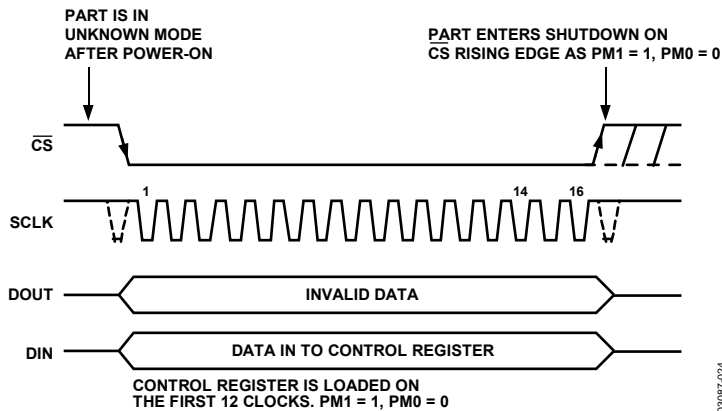 PART IS IN
UNKNOWN MODE
AFTER POWER-ON
PART ENTERS SHUTDOWN ON
CS RISING EDGE AS PM1 = 1, PM0 = 0
CS
1
14
16
SCLK
DOUT
INVALID DATA
DIN
DATA IN TO CONTROL REGISTER
CONTROL REGISTER IS LOADED ON
THE FIRST 12 CLOCKS. PM1 = 1, PM0 = 0
03087-024